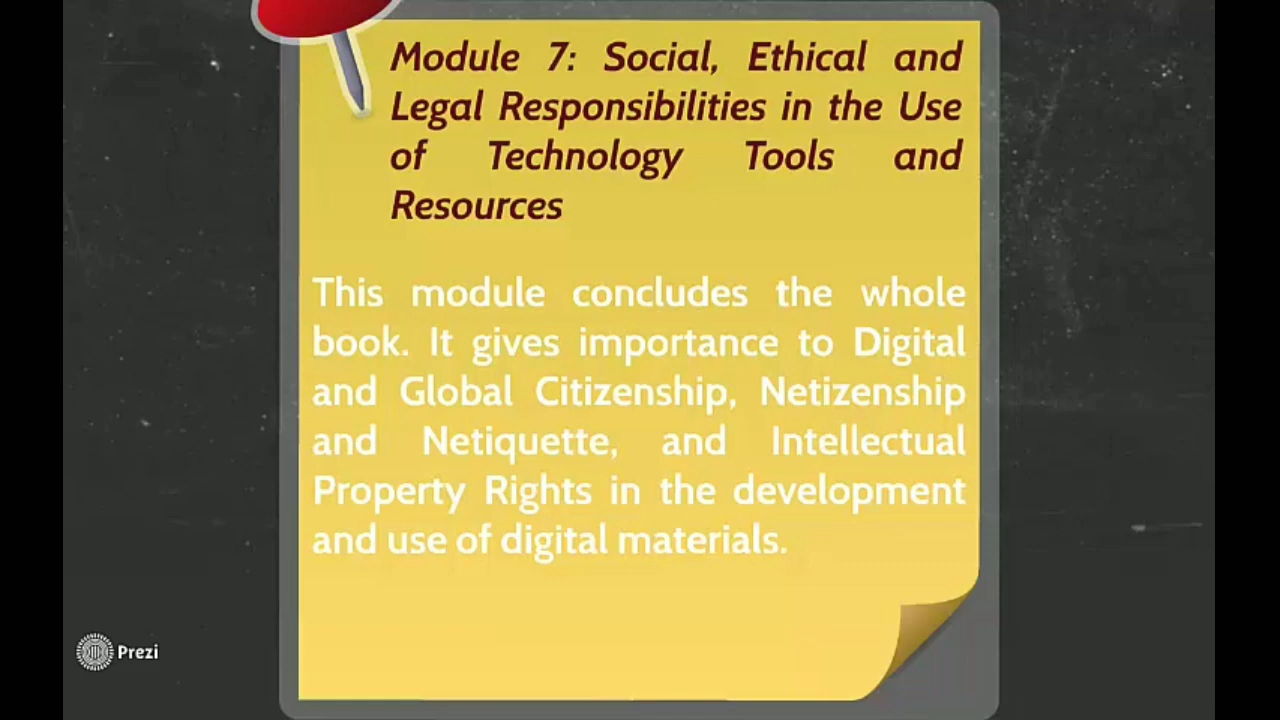 Module 7: Social, Ethical and
Legal Responsibilities in the Use
of Technology Tools and
Resources
This module concludes the whole
book. It gives importance to Digital
and Global Citizenship, Netizenship
and Netiquette, and Intellectual
Property Rights in the development
and use of digital materials.
Prezi